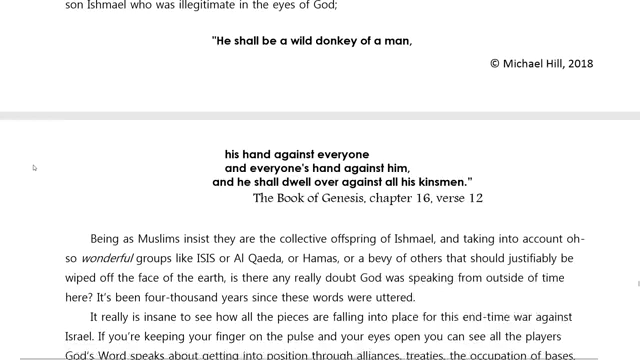 son Ishmael who was illegitimate in the eyes of God;
"He shall be a wild donkey of a man,
© Michael Hill, 2018
his hand against everyone
and everyone's hand against him,
and he shall dwell over against all his kinsmen."
The Book of Genesis, chapter 16, verse 12
Being as Muslims insist they are the collective offspring of Ishmael, and taking into account oh-
so wonderful groups like ISIS or Al Qaeda, or Hamas, or a bevy of others that should justifiably be
wiped off the face of the earth, is there any really doubt God was speaking from outside of time
here? It's been four-thousand years since these words were uttered.
It really is insane to see how all the pieces are falling into place for this end-time war against
Israel. If you're keeping your finger on the pulse and your eyes open you can see all the players
God's Word speaks about getting into position through alliances, treaties, the occupation of bases,